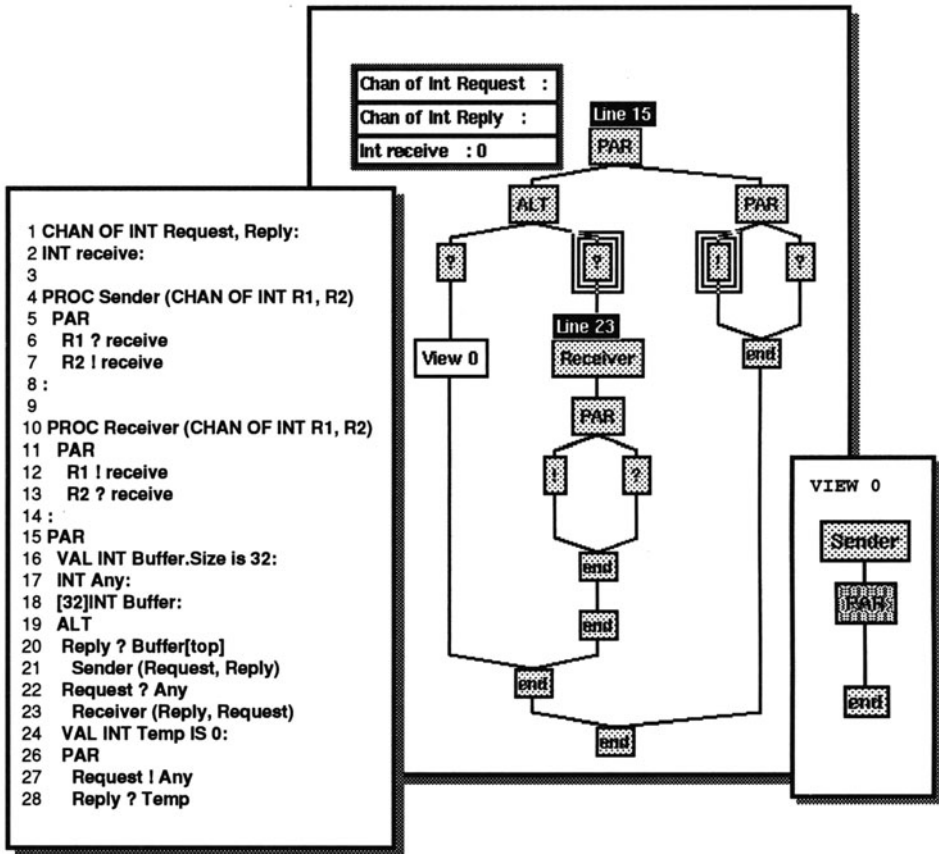 Chan of Int Request :
Chan of Int Reply :
Int receive : 0
Line 15
PAR
ALT
PAR
?
?
!
?
Line 23
View 0
Receiver
end
PAR
!
?
end
end
end
end
1 CHAN OF INT Request, Reply:
2 INT receive:
3
4 PROC Sender (CHAN OF INT R1, R2)
5 PAR
6 R1 ? receive
7 R2 ! receive
8 :
9
10 PROC Receiver (CHAN OF INT R1, R2)
11 PAR
12 R1 ! receive
13 R2 ? receive
14 :
15 PAR
16 VAL INT Buffer.Size is 32:
17 INT Any:
18 [32]INT Buffer:
19 ALT
20 Reply ? Buffer[top]
21 Sender (Request, Reply)
22 Request ? Any
23 Receiver (Reply, Request)
24 VAL INT Temp IS 0:
26 PAR
27 Request ! Any
28 Reply ? Temp
VIEW 0
Sender
PAR
end